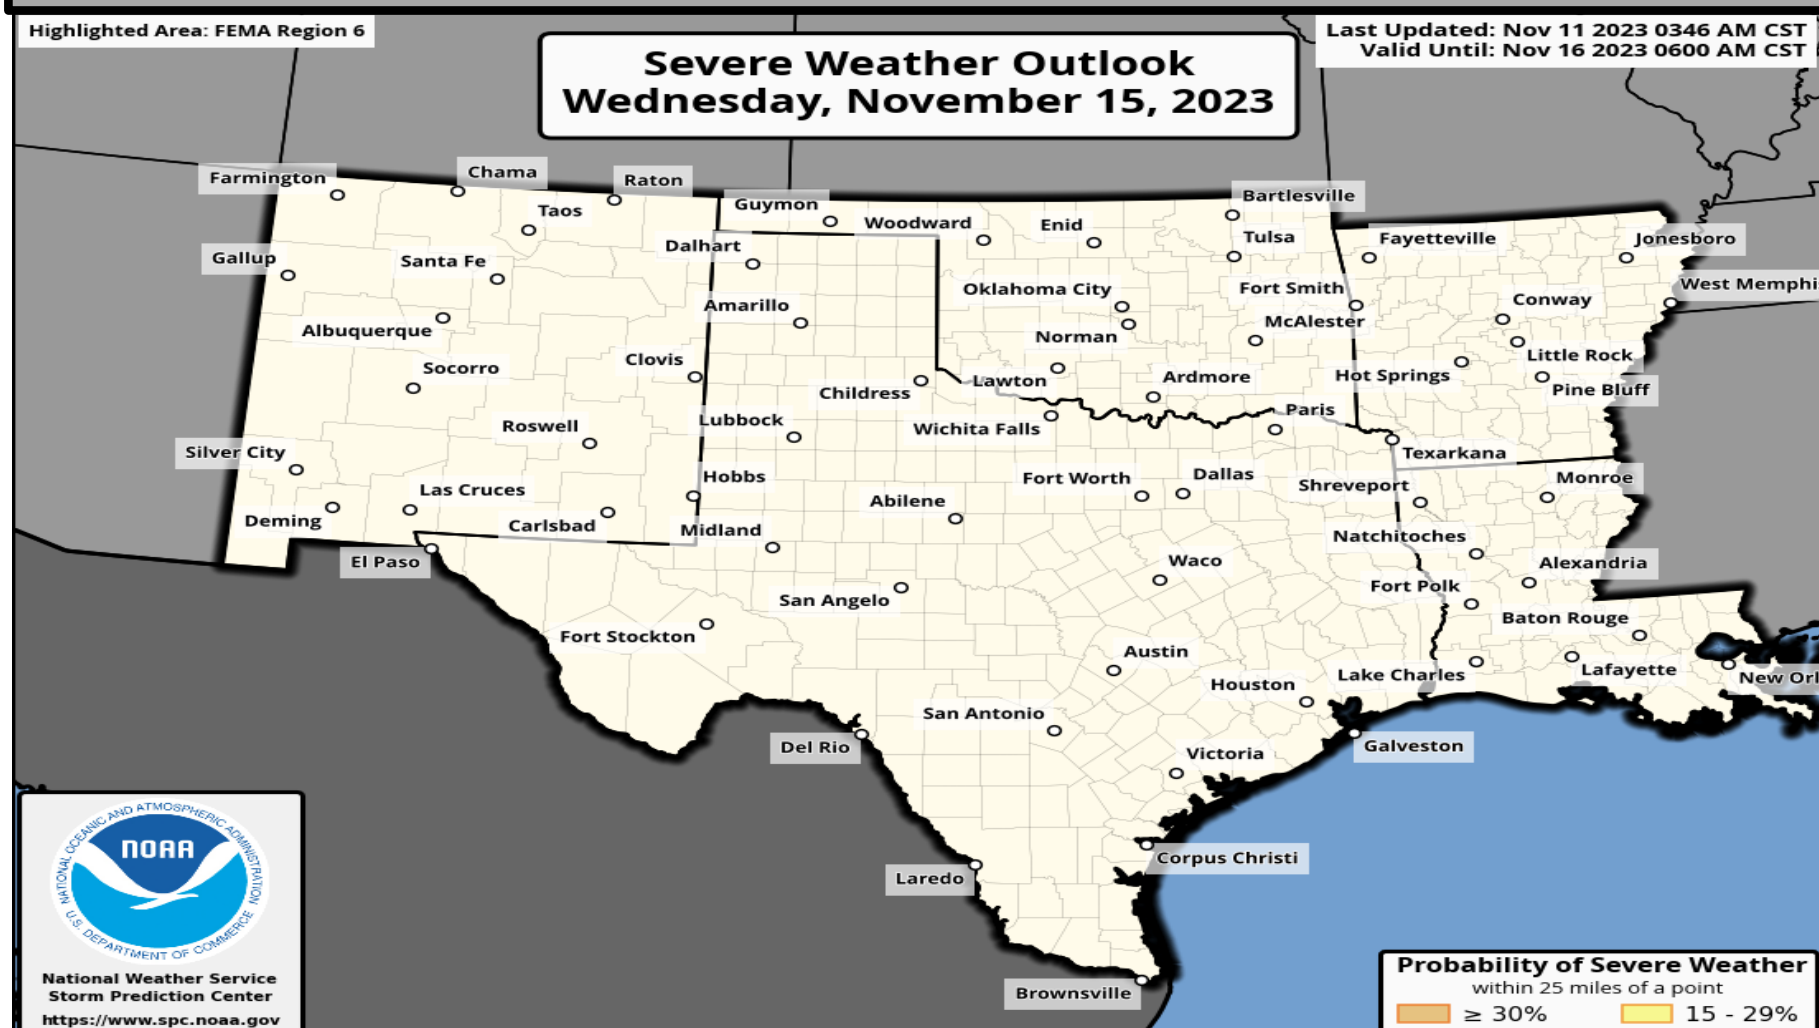 Highlighted Area: FEMA Region 6
Last Updated: Nov 11 2023 0346 AM CST
Valid Until: Nov 16 2023 0600 AM CST
Severe Weather Outlook
Wednesday, November 15, 2023
Farmington
Chama
Raton
Taos
Guymon
Woodward
Enid
Bartlesville
Tulsa
Fayetteville
Jonesboro
Gallup
Santa Fe
Dalhart
Oklahoma City
Fort Smith
West Memphi
Conway
Amarillo
Albuquerque
McAlester
Norman
Socorro
Clovis
Little Rock
Childress
Lawton
Ardmore
Hot Springs
Pine Bluff
Roswell
Lubbock
Wichita Falls
Paris
Silver City
Texarkana
Hobbs
Fort Worth
Dallas
Shreveport
Monroe
Las Cruces
Abilene
Deming
Carlsbad
Midland
Natchitoches
El Paso
Waco
Alexandria
San Angelo
Fort Polk
Fort Stockton
Baton Rouge
Austin
Lake Charles
Lafayette
New Orl
Houston
San Antonio
Del Rio
Victoria
Galveston
Corpus Christi
Laredo
Brownsville
NATIONAL OCEANIC AND ATMOSPHERIC ADMINISTRATION
NOAA
U.S. DEPARTMENT OF COMMERCE
National Weather Service
Storm Prediction Center
https://www.spc.noaa.gov
Probability of Severe Weather
within 25 miles of a point
≥ 30%
15 - 29%